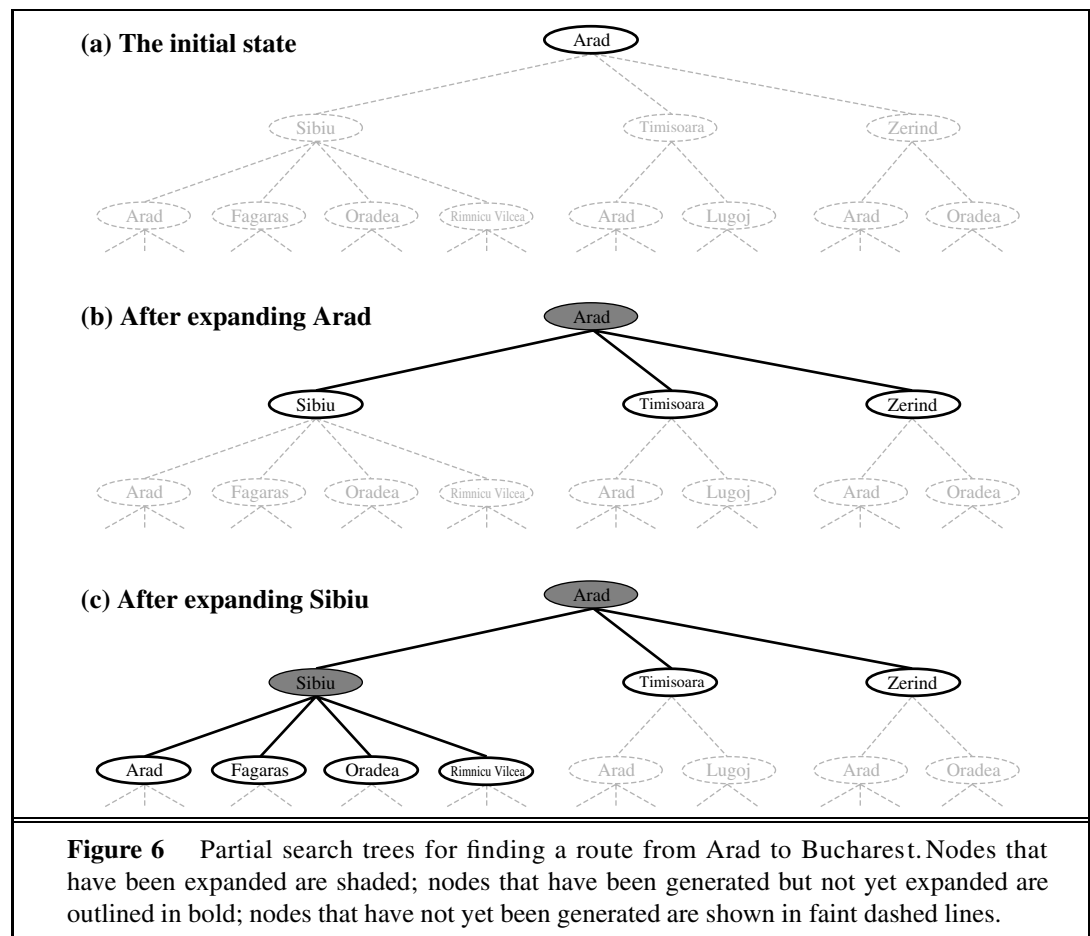 (a) The initial state
Arad
Sibiu Timisoara Zerind
Arad Fagaras Oradea Rimnicu Vilcea Arad Lugoj Arad Oradea
(b) After expanding Arad
Arad
Sibiu Timisoara Zerind
Arad Fagaras Oradea Rimnicu Vilcea Arad Lugoj Arad Oradea
(c) After expanding Sibiu
Arad
Sibiu Timisoara Zerind
Arad Fagaras Oradea Rimnicu Vilcea Arad Lugoj Arad Oradea
Figure 6 Partial search trees for finding a route from Arad to Bucharest. Nodes that
have been expanded are shaded; nodes that have been generated but not yet expanded are
outlined in bold; nodes that have not yet been generated are shown in faint dashed lines.